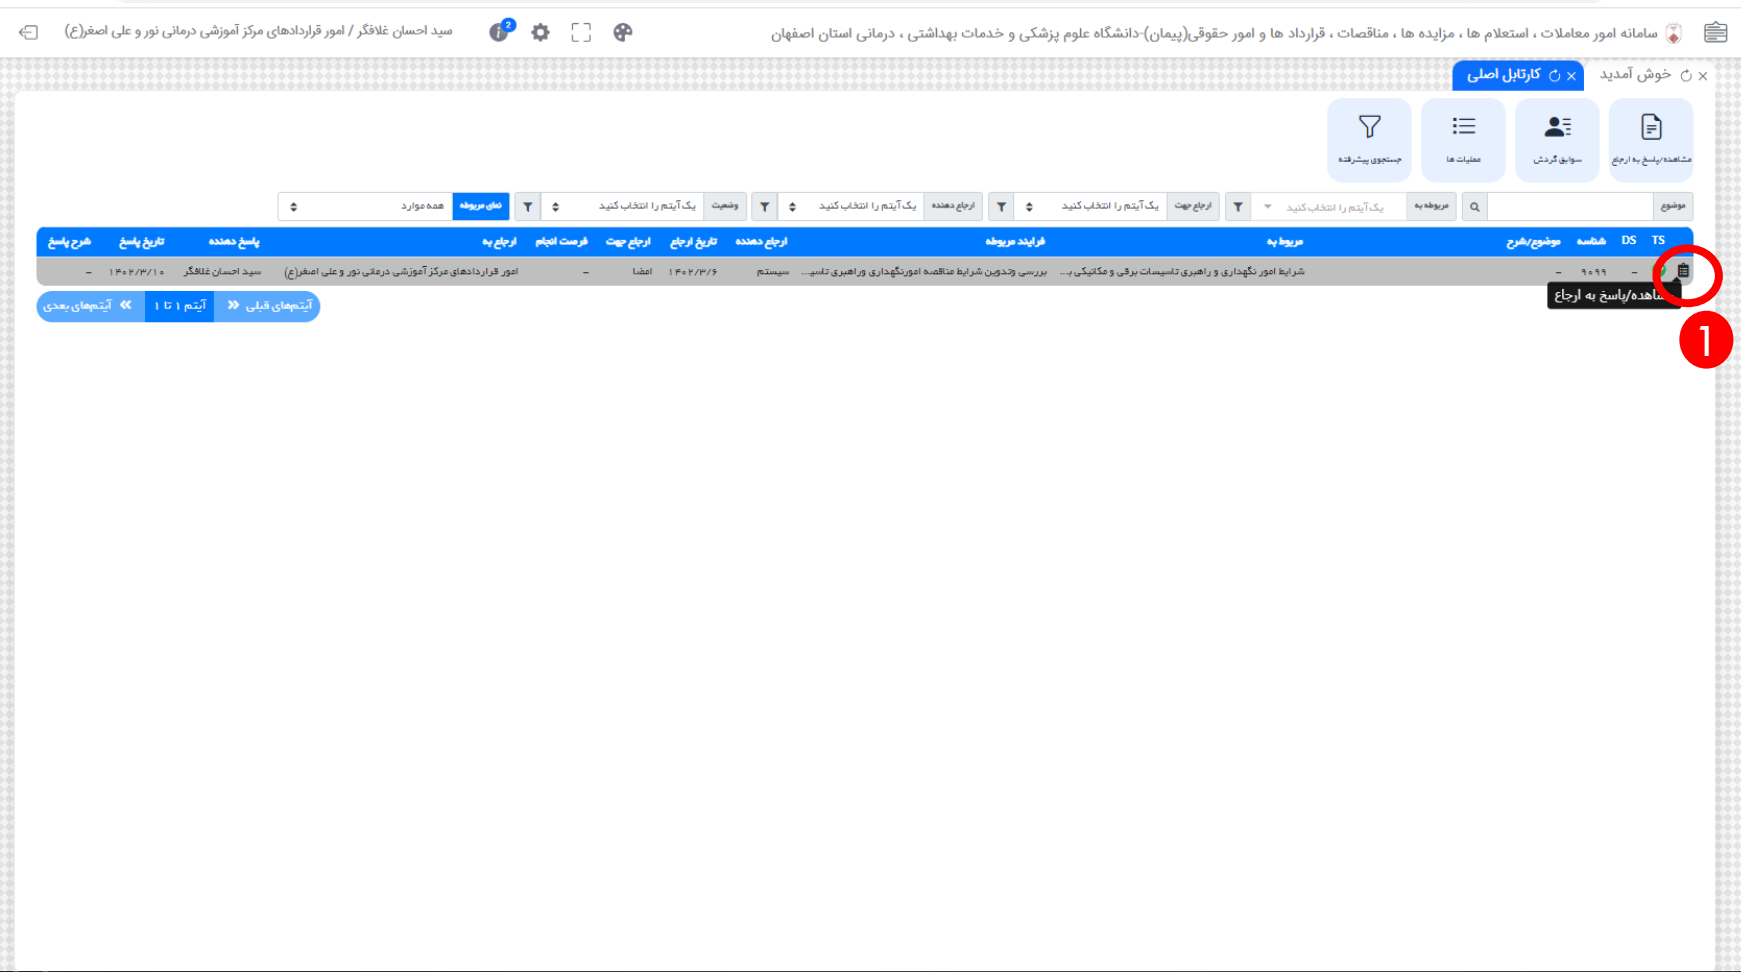 سامانه امور معاملات ، استعلام ها ، مزایده ها ، مناقصات ، قرارداد ها و امور حقوقی(پیمان)-دانشگاه علوم پزشکی و خدمات بهداشتی ، درمانی استان اصفهان
2
سید احسان غلافگر / امور قراردادهای مرکز آموزشی درمانی نور و علی اصغر(ع)
خوش آمدید
کارتابل اصلی
مشاهده/پاسخ به ارجاع
سوابق گردش
عملیات ها
جستجوی پیشرفته
موضوع
مربوطه به یک آیتم را انتخاب کنید
ارجاع جهت یک آیتم را انتخاب کنید
ارجاع دهنده یک آیتم را انتخاب کنید
وضعیت یک آیتم را انتخاب کنید
نمای مربوطه همه موارد
TS DS شناسه موضوع/شرح مربوط به فرایند مربوطه ارجاع دهنده تاریخ ارجاع ارجاع جهت فرصت انجام ارجاع به پاسخ دهنده تاریخ پاسخ شرح پاسخ
– ۹۰۹۹ – شرایط امور نگهداری و راهبری تاسیسات برقی و مکانیکی ب... بررسی وتدوین شرایط مناقصه امورنگهداری وراهبری تاسی... سیستم ۱۴۰۲/۳/۶ امضا – امور قراردادهای مرکز آموزشی درمانی نور و علی اصغر(ع) سید احسان غلافگر ۱۴۰۲/۳/۱۰ –
مشاهده/پاسخ به ارجاع
آیتمهای قبلی » آیتم ۱ تا ۱ « آیتمهای بعدی
1